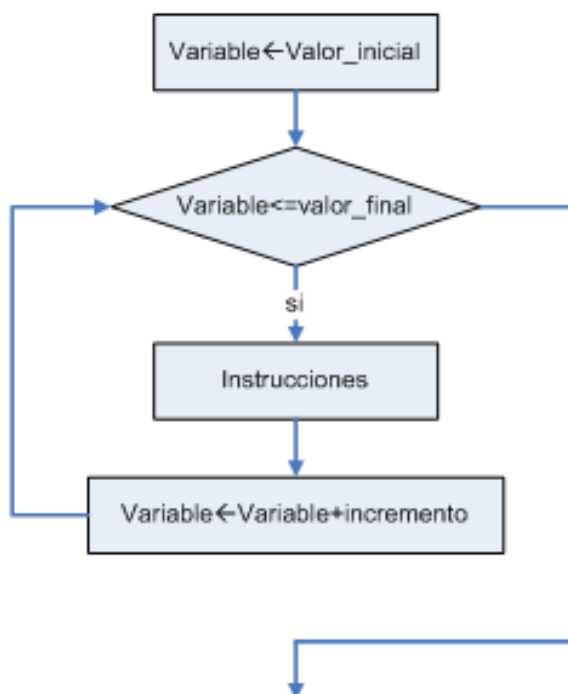 Variable←Valor_inicial
Variable<=valor_final
si
Instrucciones
Variable←Variable+incremento